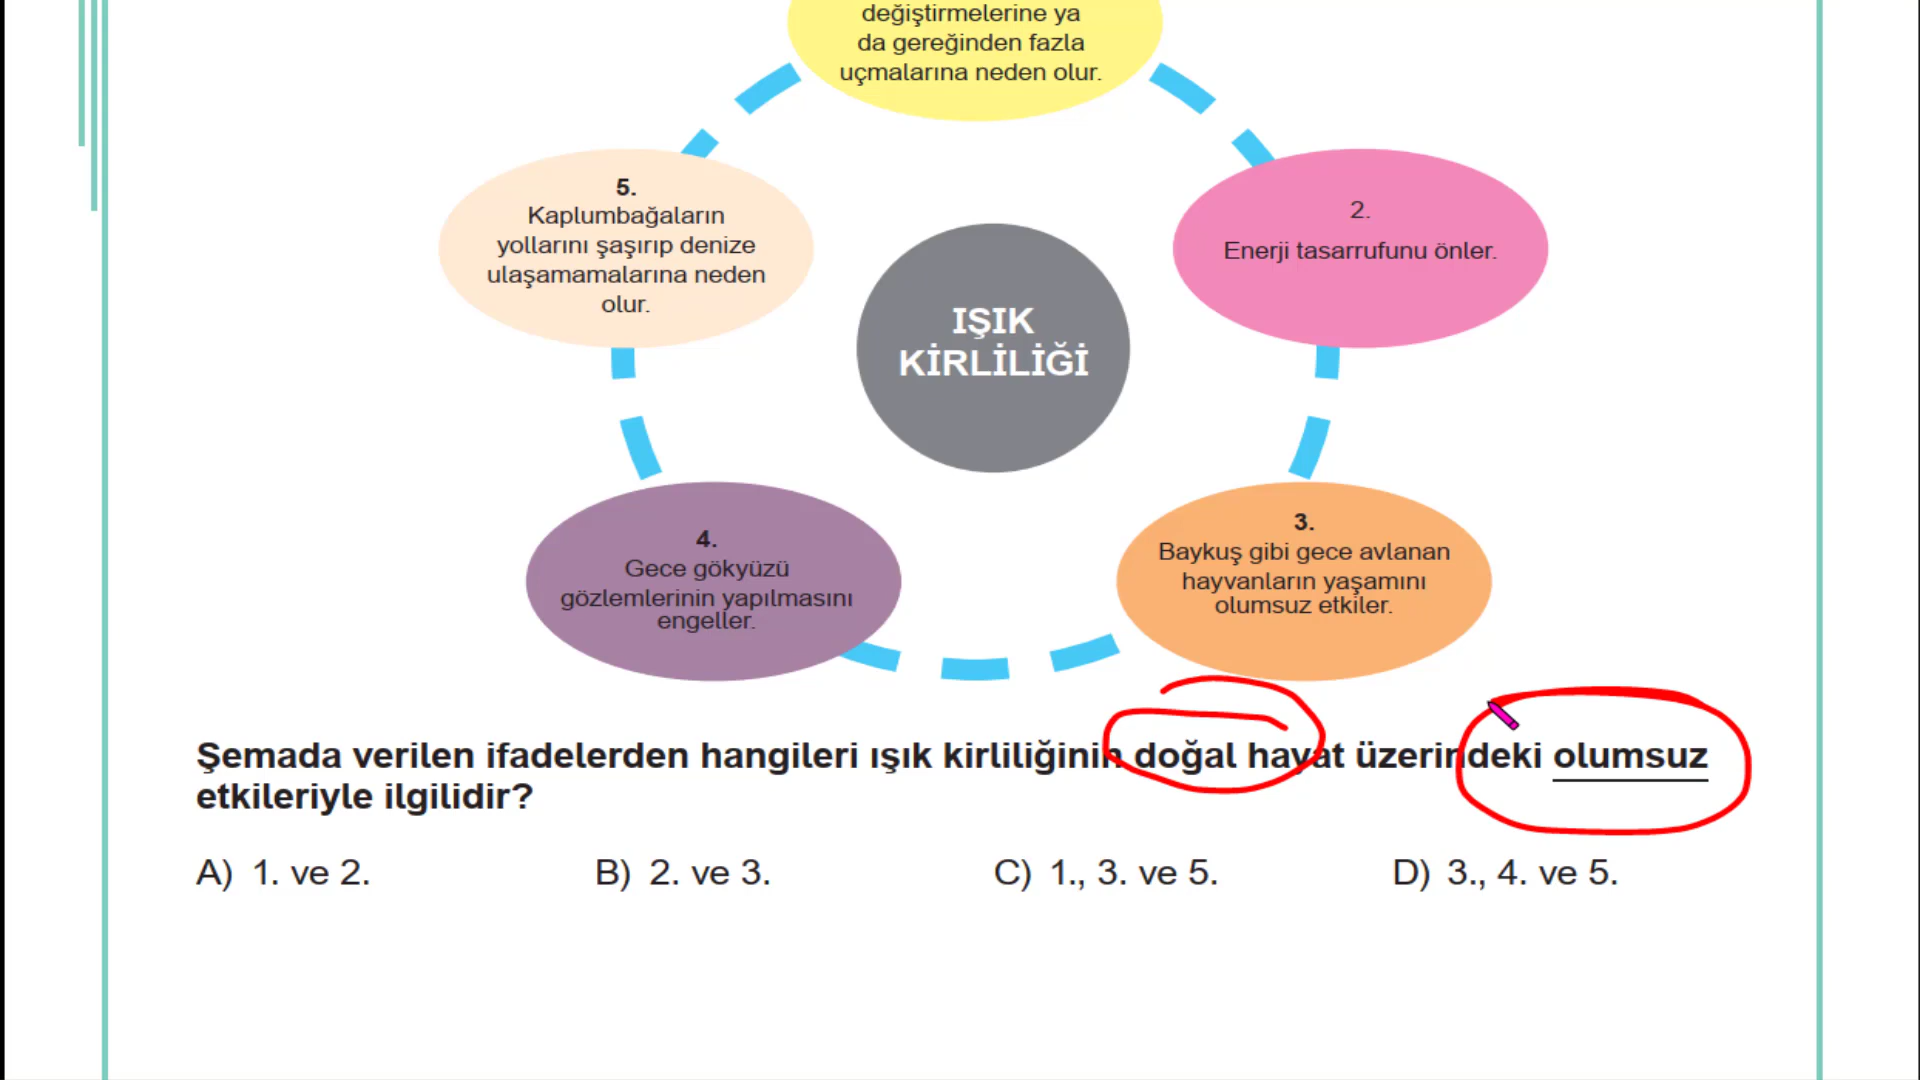 değiştirmelerine ya
da gereğinden fazla
uçmalarına neden olur.
5.
Kaplumbağaların
yollarını şaşırıp denize
ulaşamamalarına neden
olur.
2.
Enerji tasarrufunu önler.
IŞIK
KİRLİLİĞİ
4.
Gece gökyüzü
gözlemlerinin yapılmasını
engeller.
3.
Baykuş gibi gece avlanan
hayvanların yaşamını
olumsuz etkiler.
Şemada verilen ifadelerden hangileri ışık kirliliğinin doğal hayat üzerindeki olumsuz
etkileriyle ilgilidir?
A) 1. ve 2.
B) 2. ve 3.
C) 1., 3. ve 5.
D) 3., 4. ve 5.